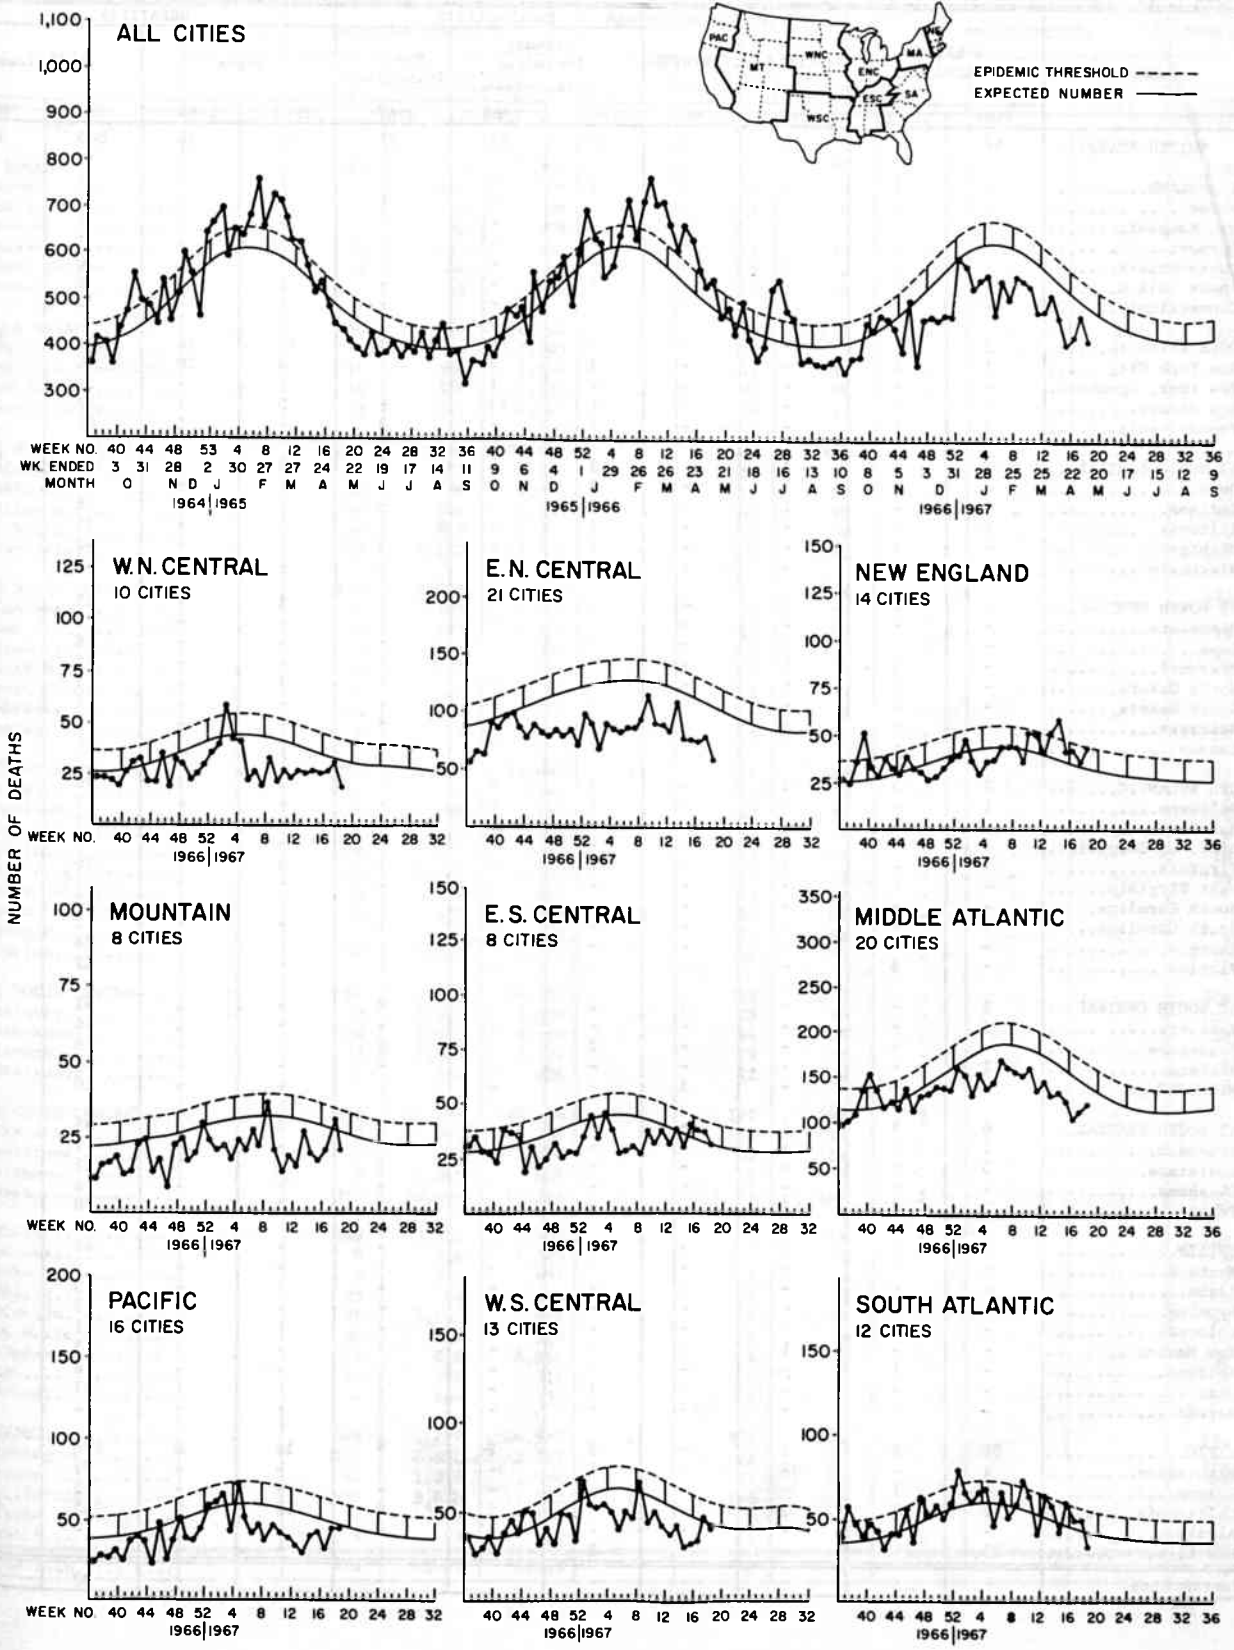 1,100
ALL CITIES
1,000
900
800
700
600
500
400
300
PAC
MT
WNC
WSC
ENC
ESC
MA
NE
SA
EPIDEMIC THRESHOLD
EXPECTED NUMBER
WEEK NO. 40 44 48 53 4 8 12 16 20 24 28 32 36 40 44 48 52 4 8 12 16 20 24 28 32 36 40 44 48 52 4 8 12 16 20 24 28 32 36
WK. ENDED 3 31 28 2 30 27 27 24 22 19 17 14 11 9 6 4 1 29 26 26 23 21 18 16 13 10 8 5 3 31 28 25 25 22 20 17 15 12 9
MONTH O N D J F M A M J J A S O N D J F M A M J J A S O N D J F M A M J J A S
1964 | 1965 1965 | 1966 1966 | 1967
NUMBER OF DEATHS
W. N. CENTRAL
10 CITIES
125
100
75
50
25
WEEK NO. 40 44 48 52 4 8 12 16 20 24 28 32
1966 | 1967
E. N. CENTRAL
21 CITIES
200
150
100
50
40 44 48 52 4 8 12 16 20 24 28 32
1966 | 1967
NEW ENGLAND
14 CITIES
150
125
100
75
50
25
40 44 48 52 4 8 12 16 20 24 28 32 36
1966 | 1967
MOUNTAIN
8 CITIES
100
75
50
25
WEEK NO. 40 44 48 52 4 8 12 16 20 24 28 32
1966 | 1967
E. S. CENTRAL
8 CITIES
150
125
100
75
50
25
40 44 48 52 4 8 12 16 20 24 28 32
1966 | 1967
MIDDLE ATLANTIC
20 CITIES
350
300
250
200
150
100
50
40 44 48 52 4 8 12 16 20 24 28 32 36
1966 | 1967
PACIFIC
16 CITIES
200
150
100
50
WEEK NO. 40 44 48 52 4 8 12 16 20 24 28 32
1966 | 1967
W. S. CENTRAL
13 CITIES
150
100
50
40 44 48 52 4 8 12 16 20 24 28 32
1966 | 1967
SOUTH ATLANTIC
12 CITIES
150
100
50
40 44 48 52 4 8 12 16 20 24 28 32 36
1966 | 1967